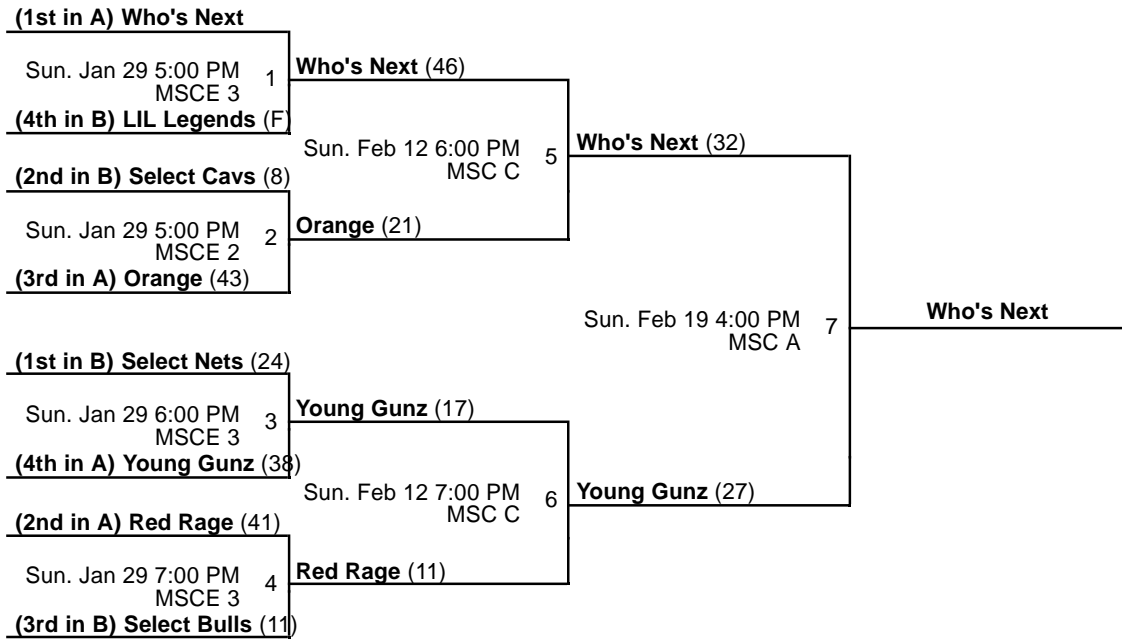 (1st in A) Who's Next
Sun. Jan 29 5:00 PM 1
MSCE 3
(4th in B) LIL Legends (F)
Who's Next (46)
(2nd in B) Select Cavs (8)
Sun. Jan 29 5:00 PM 2
MSCE 2
(3rd in A) Orange (43)
Orange (21)
Sun. Feb 12 6:00 PM 5
MSC C
Who's Next (32)
(1st in B) Select Nets (24)
Sun. Jan 29 6:00 PM 3
MSCE 3
(4th in A) Young Gunz (38)
Young Gunz (17)
(2nd in A) Red Rage (41)
Sun. Jan 29 7:00 PM 4
MSCE 3
(3rd in B) Select Bulls (11)
Red Rage (11)
Sun. Feb 12 7:00 PM 6
MSC C
Young Gunz (27)
Sun. Feb 19 4:00 PM 7
MSC A
Who's Next